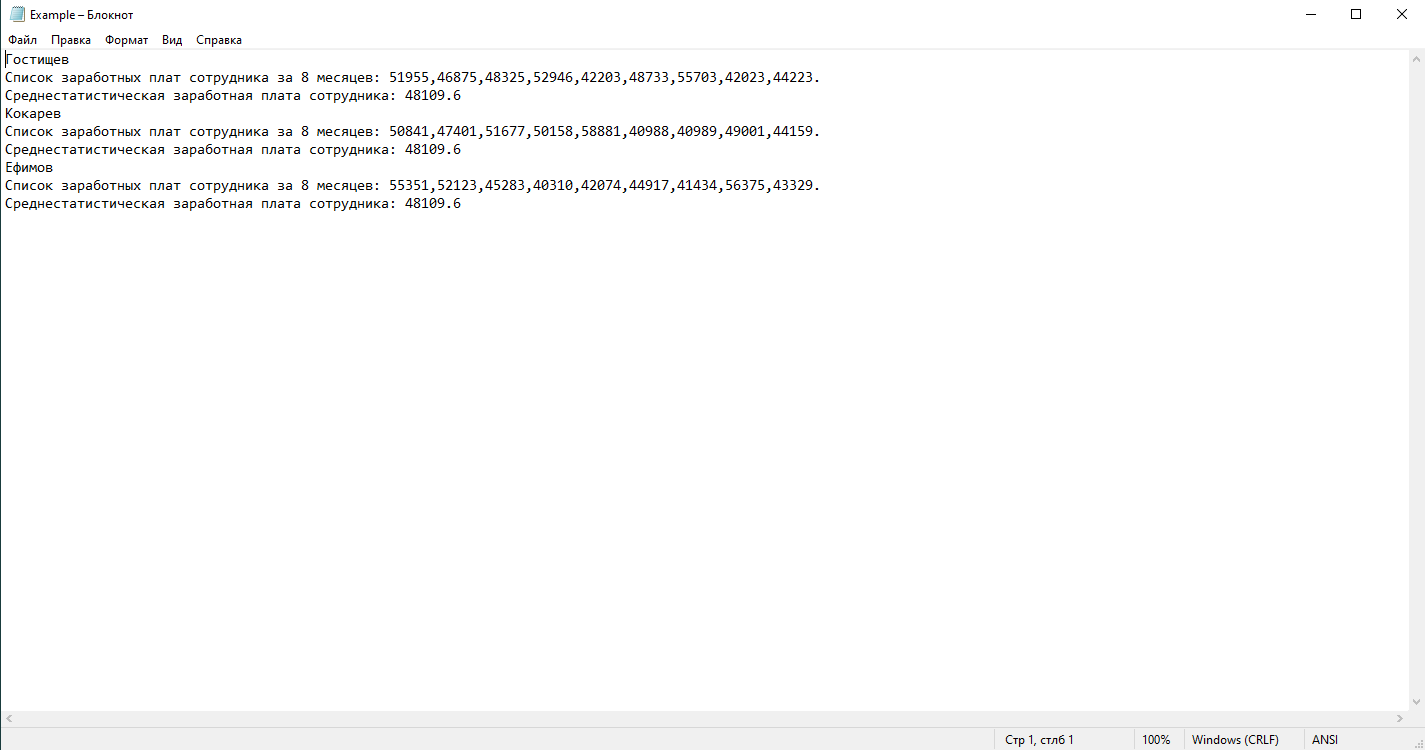 Example – Блокнот
Файл Правка Формат Вид Справка
Гостищев
Список заработных плат сотрудника за 8 месяцев: 51955,46875,48325,52946,42203,48733,55703,42023,44223.
Среднестатистическая заработная плата сотрудника: 48109.6
Кокарев
Список заработных плат сотрудника за 8 месяцев: 50841,47401,51677,50158,58881,40988,40989,49001,44159.
Среднестатистическая заработная плата сотрудника: 48109.6
Ефимов
Список заработных плат сотрудника за 8 месяцев: 55351,52123,45283,40310,42074,44917,41434,56375,43329.
Среднестатистическая заработная плата сотрудника: 48109.6
Стр 1, стлб 1 100% Windows (CRLF) ANSI